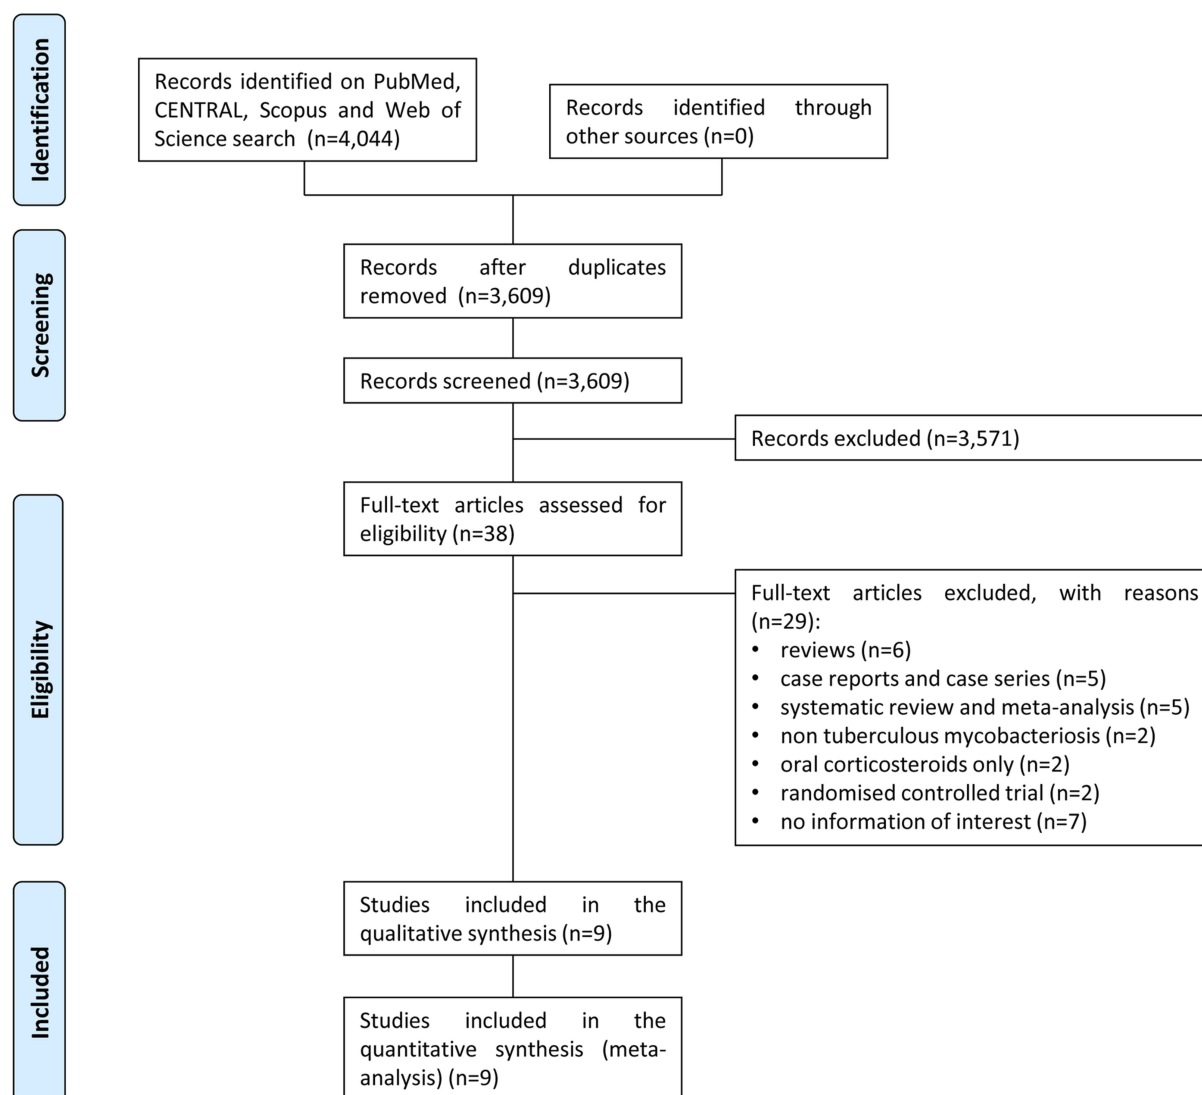 Identification
Records identified on PubMed,
CENTRAL, Scopus and Web of
Science search (n=4,044)
Records identified through
other sources (n=0)
Screening
Records after duplicates
removed (n=3,609)
Records screened (n=3,609)
Records excluded (n=3,571)
Eligibility
Full-text articles assessed for
eligibility (n=38)
Full-text articles excluded, with reasons
(n=29):
• reviews (n=6)
• case reports and case series (n=5)
• systematic review and meta-analysis (n=5)
• non tuberculous mycobacteriosis (n=2)
• oral corticosteroids only (n=2)
• randomised controlled trial (n=2)
• no information of interest (n=7)
Included
Studies included in the
qualitative synthesis (n=9)
Studies included in the
quantitative synthesis (meta-
analysis) (n=9)